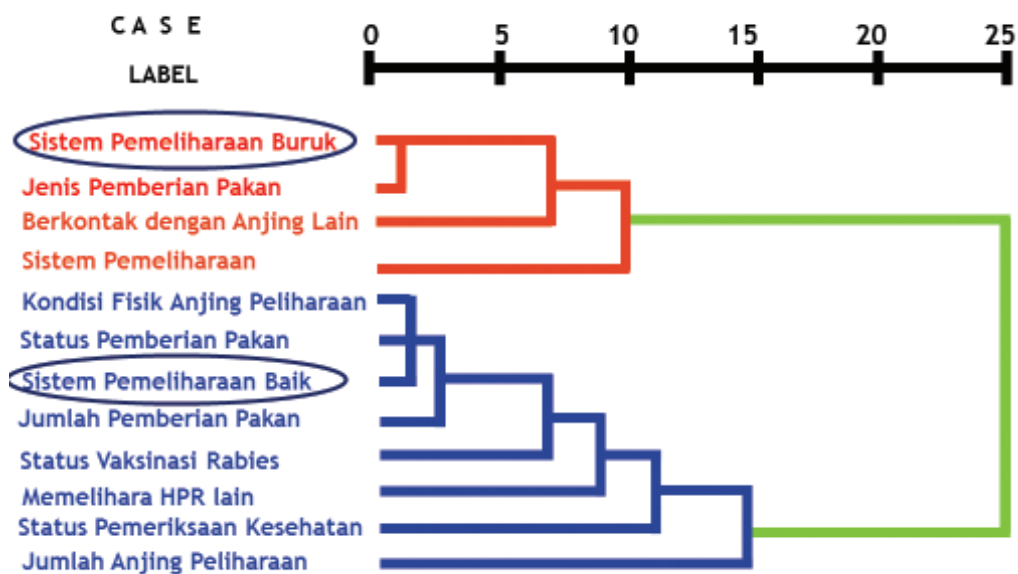 C A S E
LABEL
0 5 10 15 20 25
Sistem Pemeliharaan Buruk
Jenis Pemberian Pakan
Berkontak dengan Anjing Lain
Sistem Pemeliharaan
Kondisi Fisik Anjing Peliharaan
Status Pemberian Pakan
Sistem Pemeliharaan Baik
Jumlah Pemberian Pakan
Status Vaksinasi Rabies
Memelihara HPR lain
Status Pemeriksaan Kesehatan
Jumlah Anjing Peliharaan